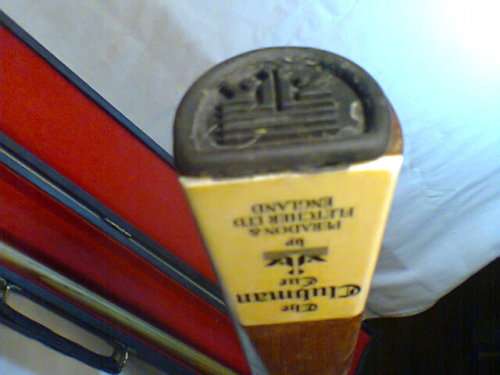 The
Clubman
Cue
by
PERADON &
FLETCHER LTD
ENGLAND